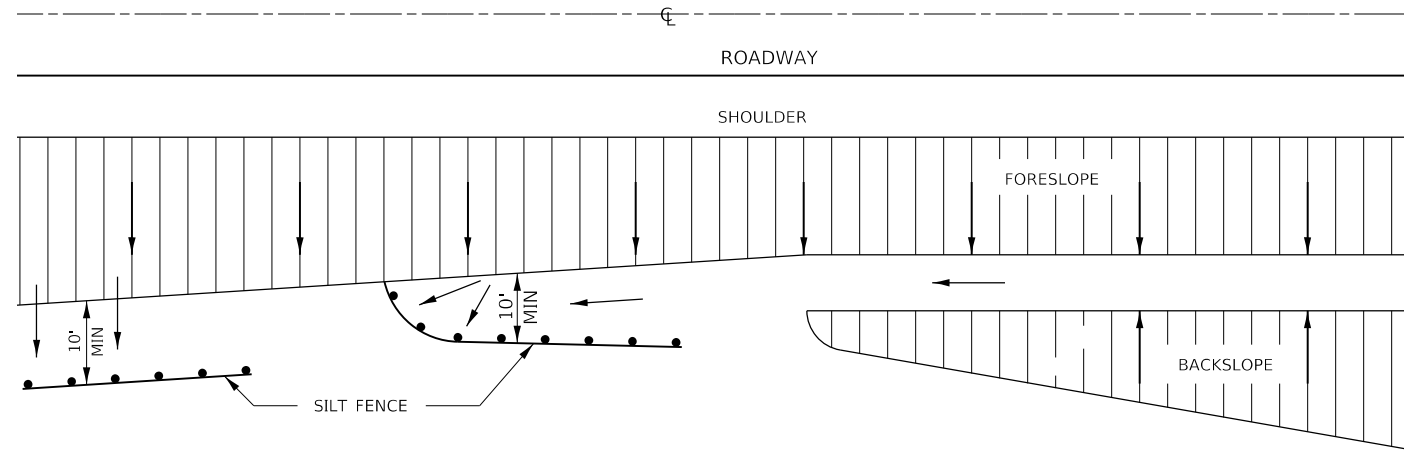 ℄
ROADWAY
SHOULDER
FORESLOPE
10'
MIN
10'
MIN
BACKSLOPE
SILT FENCE